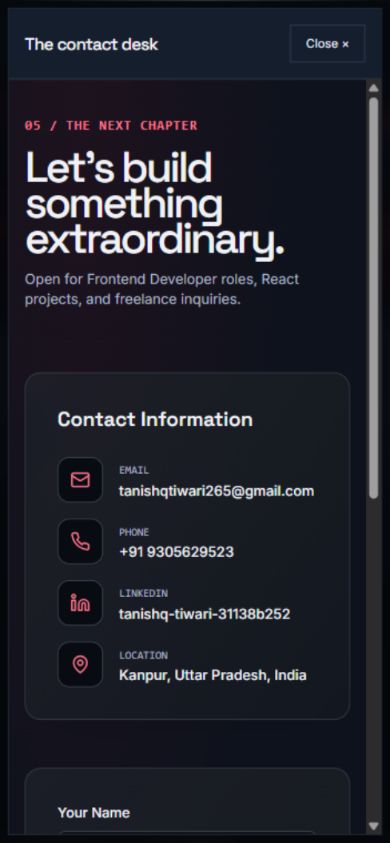 The contact desk
Close ×
05 / THE NEXT CHAPTER
Let's build
something
extraordinary.
Open for Frontend Developer roles, React
projects, and freelance inquiries.
Contact Information
EMAIL
tanishqtiwari265@gmail.com
PHONE
+91 9305629523
LINKEDIN
tanishq-tiwari-31138b252
LOCATION
Kanpur, Uttar Pradesh, India
Your Name